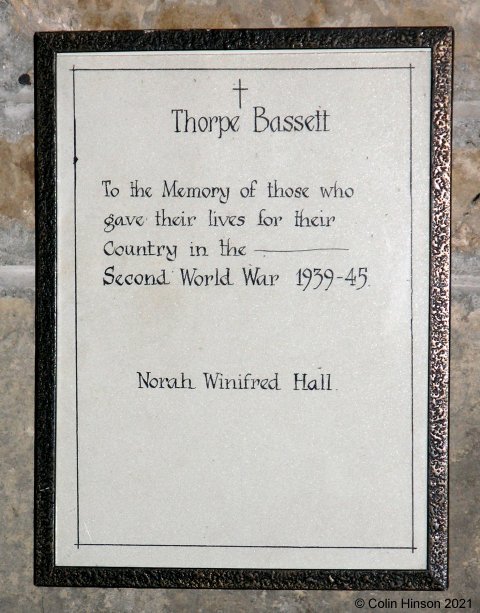 Thorpe Bassett
To the Memory of those who
gave their lives for their
Country in the
Second World War 1939-45.
Norah Winifred Hall.
© Colin Hinson 2021